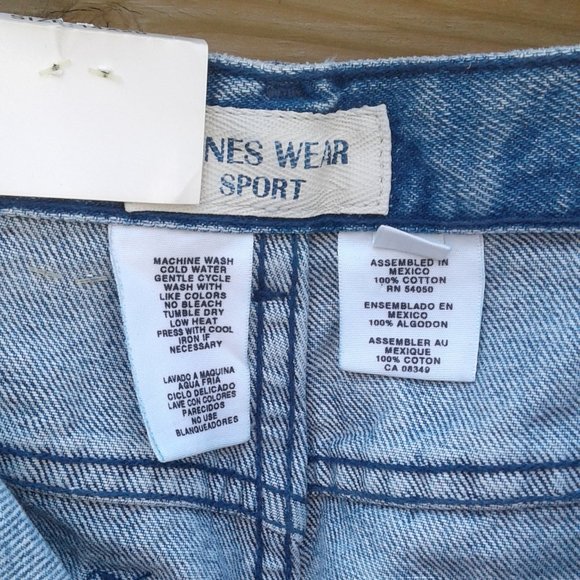 NES WEAR
SPORT
MACHINE WASH
COLD WATER
GENTLE CYCLE
WASH WITH
LIKE COLORS
NO BLEACH
TUMBLE DRY
LOW HEAT
PRESS WITH COOL
IRON IF
NECESSARY
LAVADO A MAQUINA
AGUA FRIA
CICLO DELICADO
LAVE CON COLORES
PARECIDOS
NO USE
BLANQUEADORES
ASSEMBLED IN
MEXICO
100% COTTON
RN 54050
ENSEMBLADO EN
MEXICO
100% ALGODON
ASSEMBLER AU
MEXIQUE
100% COTON
CA 08349